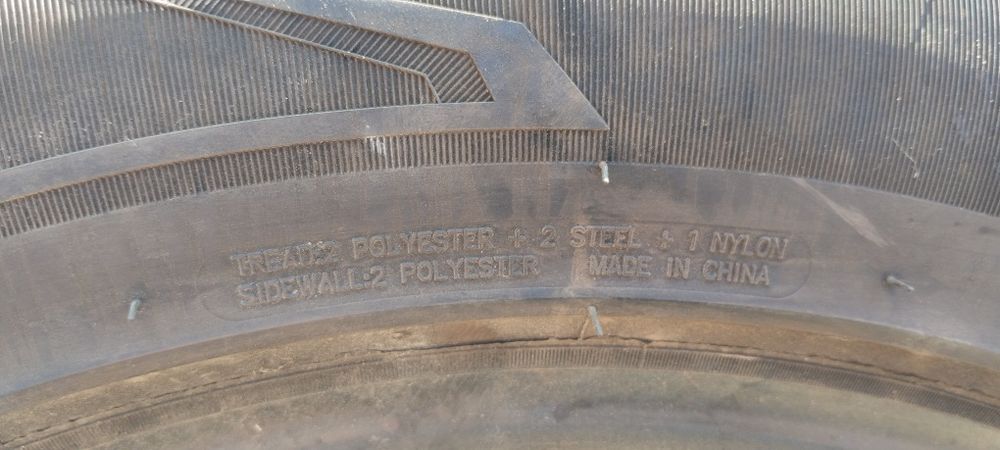 TREAD:2 POLYESTER + 2 STEEL + 1 NYLON
SIDEWALL:2 POLYESTER MADE IN CHINA